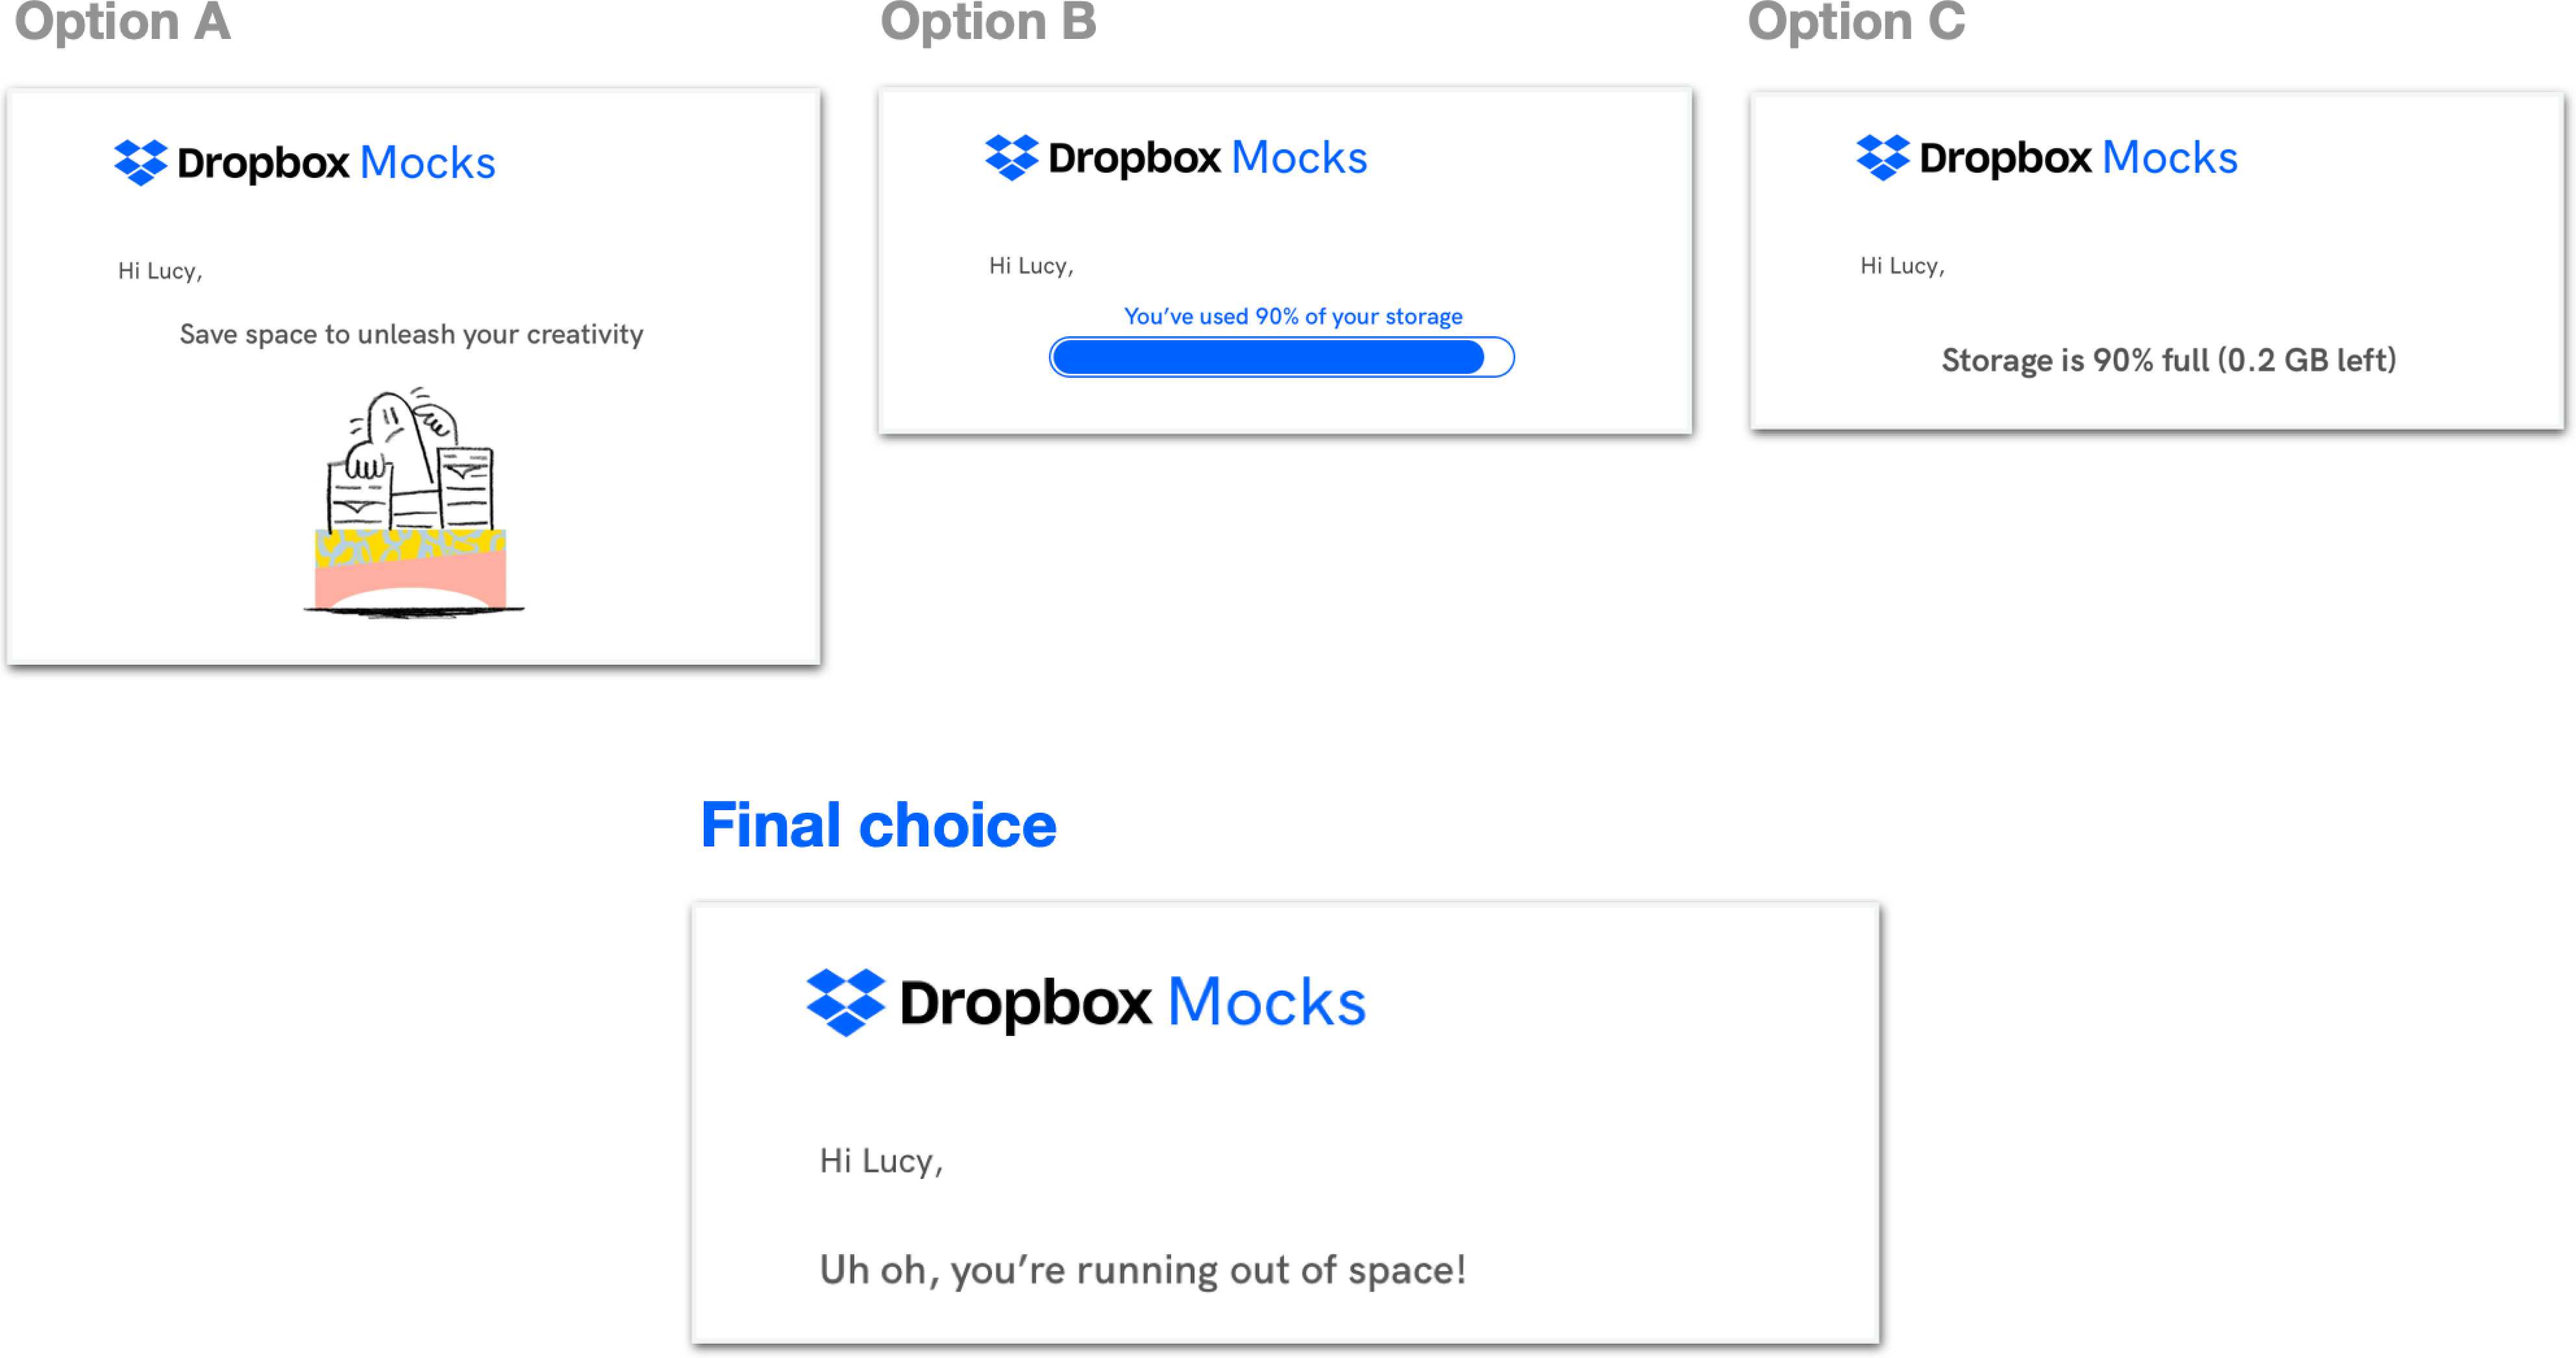 Option A
Option B
Option C
Dropbox Mocks
Hi Lucy,
Save space to unleash your creativity
Dropbox Mocks
Hi Lucy,
You’ve used 90% of your storage
Dropbox Mocks
Hi Lucy,
Storage is 90% full (0.2 GB left)
Final choice
Dropbox Mocks
Hi Lucy,
Uh oh, you’re running out of space!